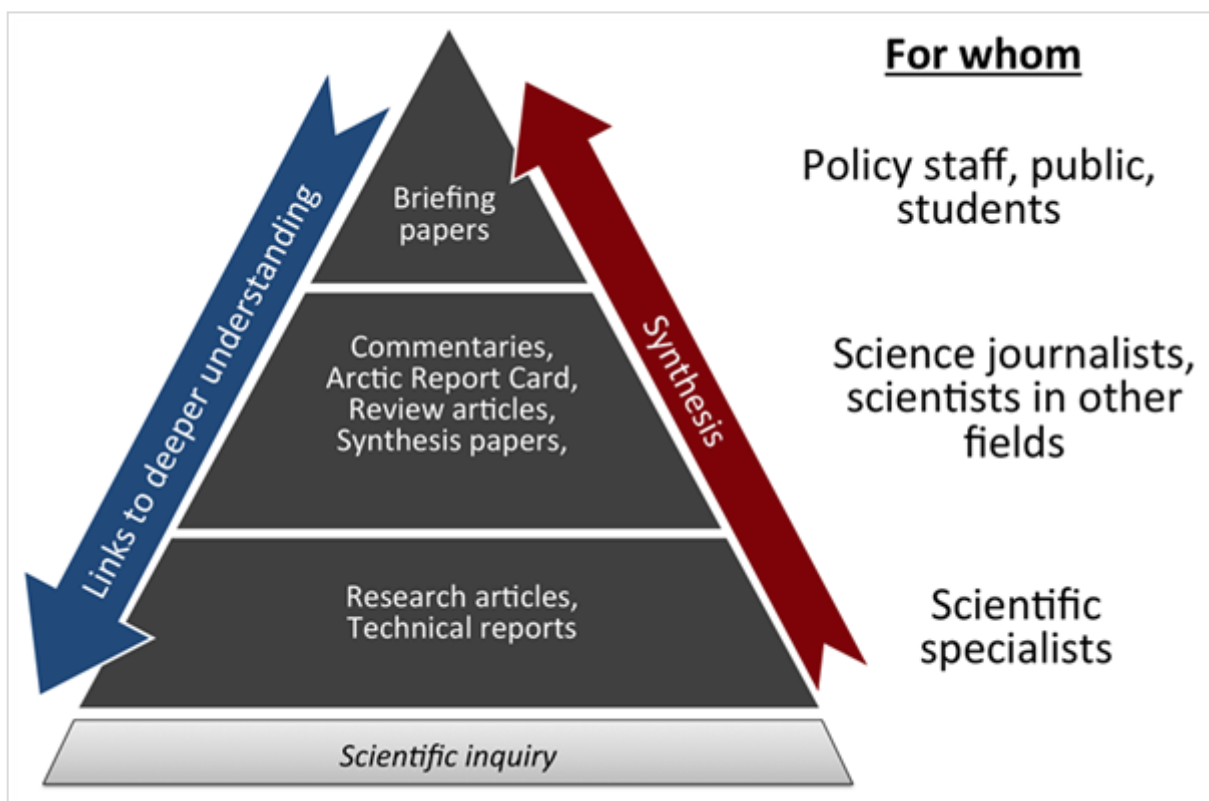 For whom
Policy staff, public,
students
Briefing
papers
Links to deeper understanding
Synthesis
Commentaries,
Arctic Report Card,
Review articles,
Synthesis papers,
Science journalists,
scientists in other
fields
Research articles,
Technical reports
Scientific
specialists
Scientific inquiry